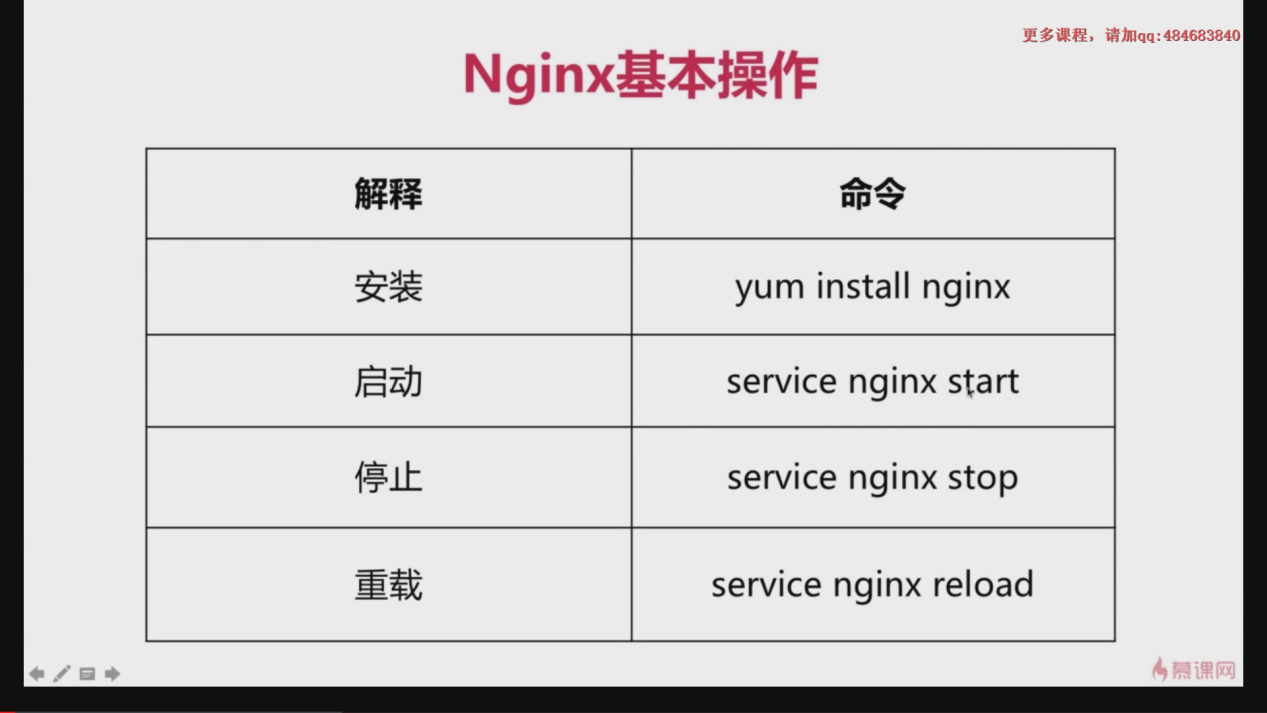 更多课程，请加qq:484683840
Nginx基本操作
解释 命令
安装 yum install nginx
启动 service nginx start
停止 service nginx stop
重载 service nginx reload
慕课网